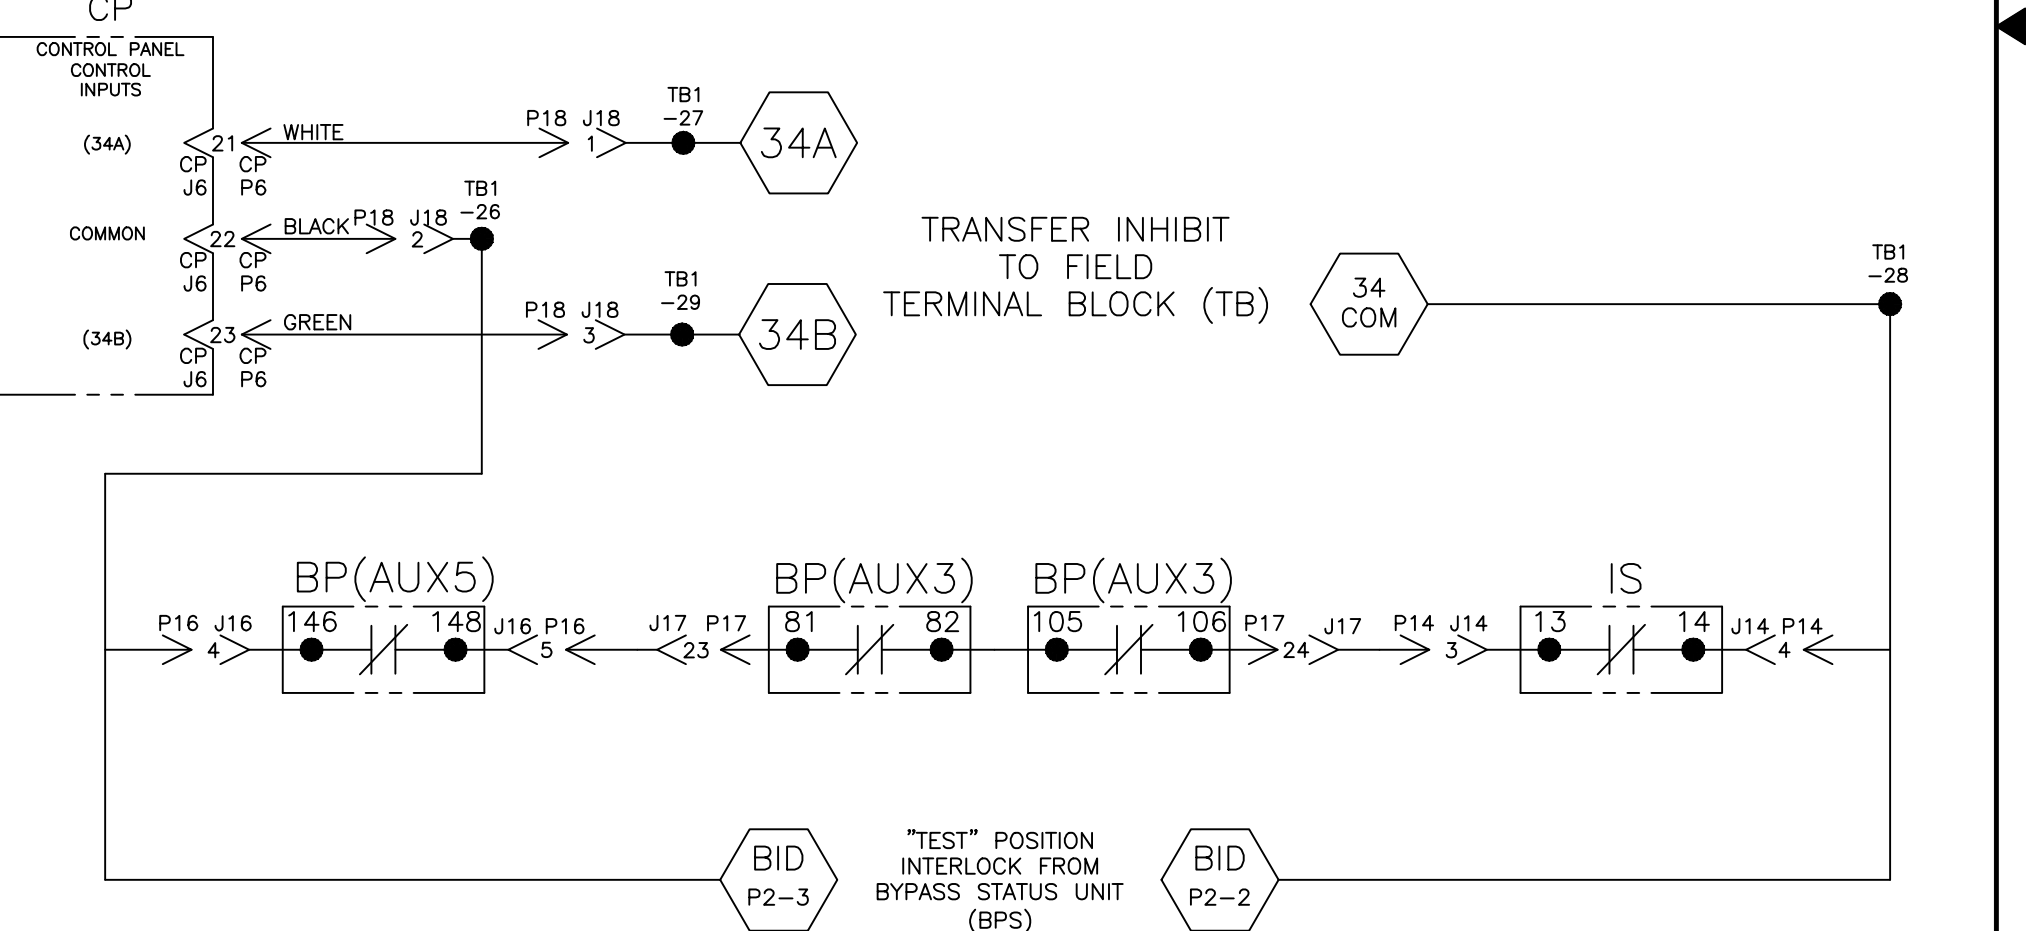 CP
CONTROL PANEL
CONTROL
INPUTS
(34A)
21
WHITE
CP
J6
CP
P6
P18
J18
1
TB1
-27
34A
COMMON
22
BLACK
CP
J6
CP
P6
P18
J18
2
TB1
-26
(34B)
23
GREEN
CP
J6
CP
P6
P18
J18
3
TB1
-29
34B
TRANSFER INHIBIT
TO FIELD
TERMINAL BLOCK (TB)
34
COM
TB1
-28
BP(AUX5)
BP(AUX3)
BP(AUX3)
IS
P16
J16
4
146
148
J16
P16
5
J17
P17
23
81
82
105
106
P17
J17
24
P14
J14
3
13
14
J14
P14
4
BID
P2-3
"TEST" POSITION
INTERLOCK FROM
BYPASS STATUS UNIT
(BPS)
BID
P2-2